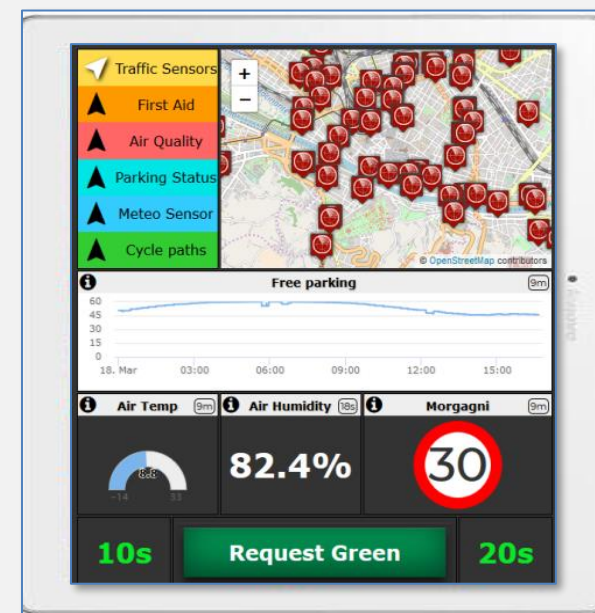 Traffic Sensors
First Aid
Air Quality
Parking Status
Meteo Sensor
Cycle paths
+
−
© OpenStreetMap contributors
Free parking
9m
60
45
30
15
0
18. Mar 03:00 06:00 09:00 12:00 15:00
Air Temp 9m
Air Humidity 18s
Morgagni 9m
8.8
-14 33
82.4%
30
10s
Request Green
20s